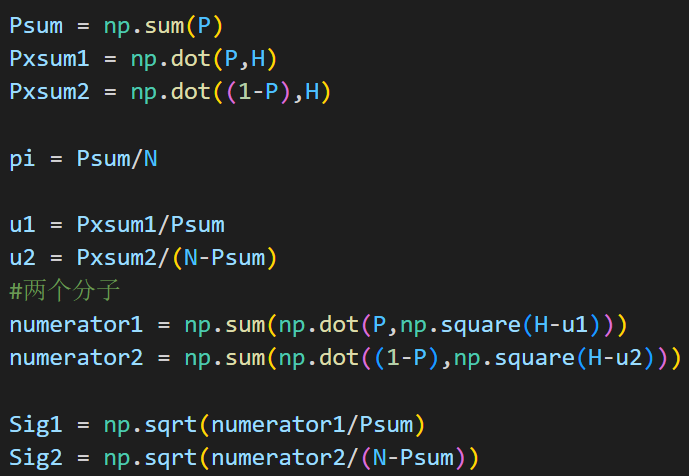 Psum = np.sum(P)
Pxsum1 = np.dot(P,H)
Pxsum2 = np.dot((1-P),H)
pi = Psum/N
u1 = Pxsum1/Psum
u2 = Pxsum2/(N-Psum)
#两个分子
numerator1 = np.sum(np.dot(P,np.square(H-u1)))
numerator2 = np.sum(np.dot((1-P),np.square(H-u2)))
Sig1 = np.sqrt(numerator1/Psum)
Sig2 = np.sqrt(numerator2/(N-Psum))